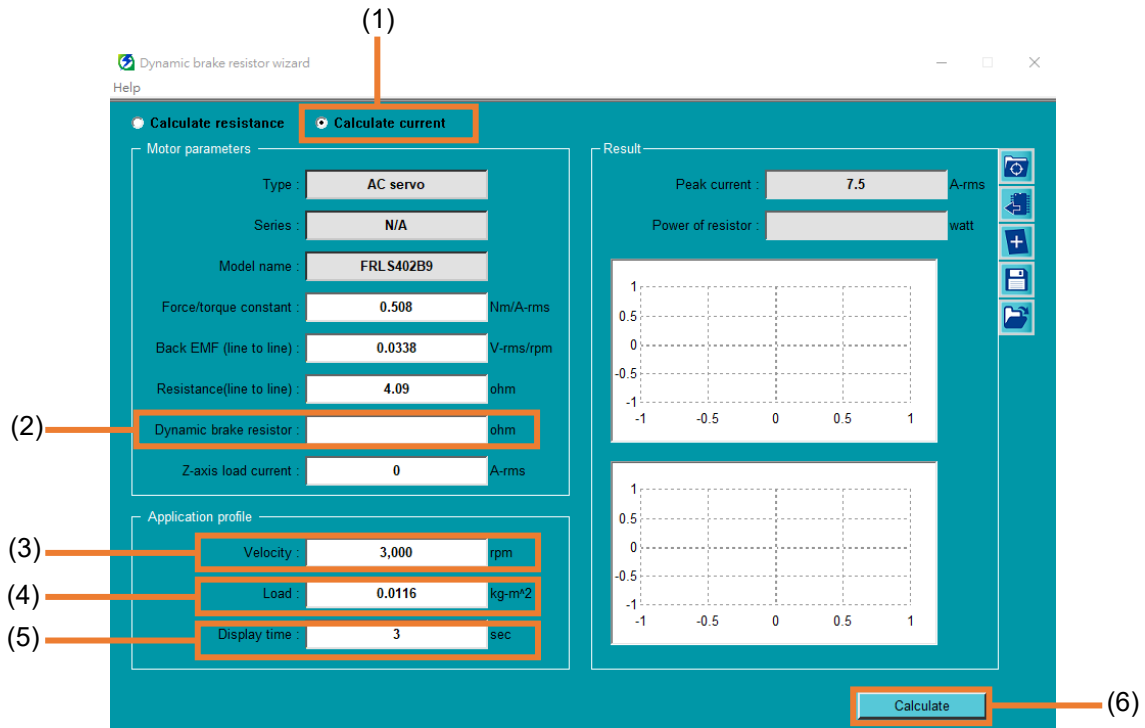 (1)
Dynamic brake resistor wizard
Help
Calculate resistance Calculate current
Motor parameters
Type : AC servo
Series : N/A
Model name : FRLS402B9
Force/torque constant : 0.508 Nm/A-rms
Back EMF (line to line) : 0.0338 V-rms/rpm
Resistance(line to line) : 4.09 ohm
(2) Dynamic brake resistor : ohm
Z-axis load current : 0 A-rms
Application profile
(3) Velocity : 3,000 rpm
(4) Load : 0.0116 kg-m^2
(5) Display time : 3 sec
Result
Peak current : 7.5 A-rms
Power of resistor : watt
1
0.5
0
-0.5
-1
-1 -0.5 0 0.5 1
1
0.5
0
-0.5
-1
-1 -0.5 0 0.5 1
Calculate (6)